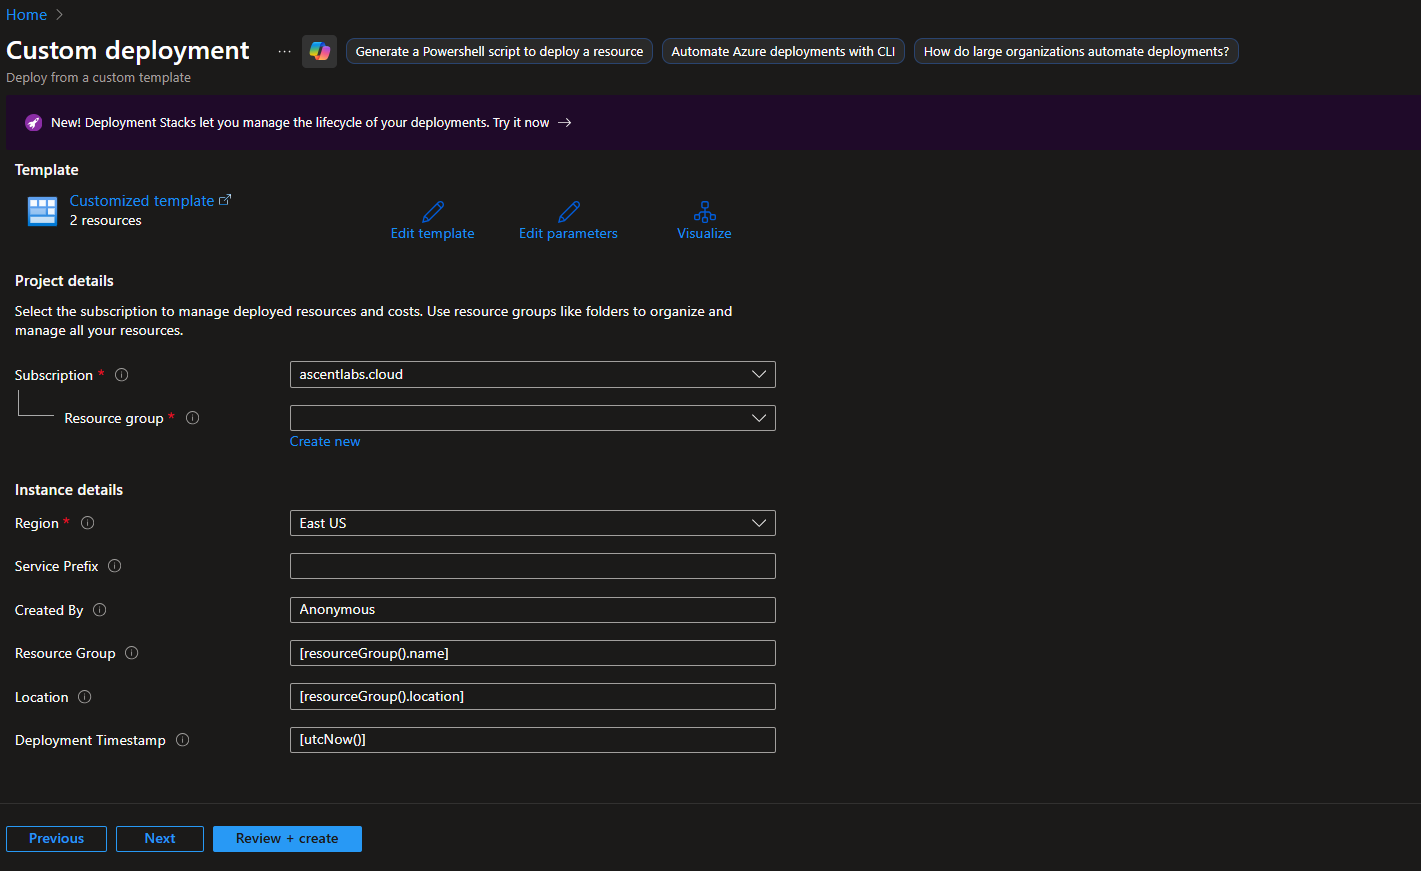 Home
Custom deployment
Generate a Powershell script to deploy a resource
Automate Azure deployments with CLI
How do large organizations automate deployments?
Deploy from a custom template
New! Deployment Stacks let you manage the lifecycle of your deployments. Try it now →
Template
Customized template
2 resources
Edit template
Edit parameters
Visualize
Project details
Select the subscription to manage deployed resources and costs. Use resource groups like folders to organize and
manage all your resources.
Subscription *
ascentlabs.cloud
Resource group *
Create new
Instance details
Region *
East US
Service Prefix
Created By
Anonymous
Resource Group
[resourceGroup().name]
Location
[resourceGroup().location]
Deployment Timestamp
[utcNow()]
Previous
Next
Review + create